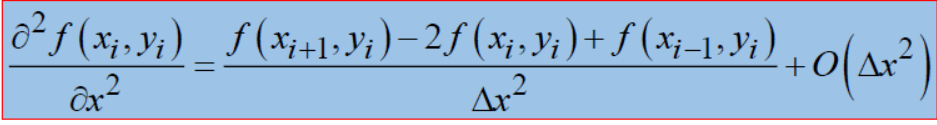 ∂²f(xᵢ, yᵢ)/∂x² = (f(xᵢ₊₁, yᵢ) − 2f(xᵢ, yᵢ) + f(xᵢ₋₁, yᵢ))/Δx² + O(Δx²)